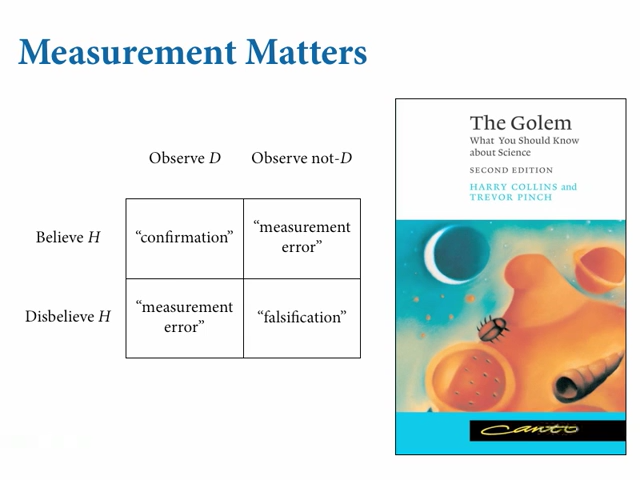 Measurement Matters
Observe D
Observe not-D
Believe H
“confirmation”
“measurement
error”
Disbelieve H
“measurement
error”
“falsification”
The Golem
What You Should Know
about Science
SECOND EDITION
HARRY COLLINS and
TREVOR PINCH
Canto